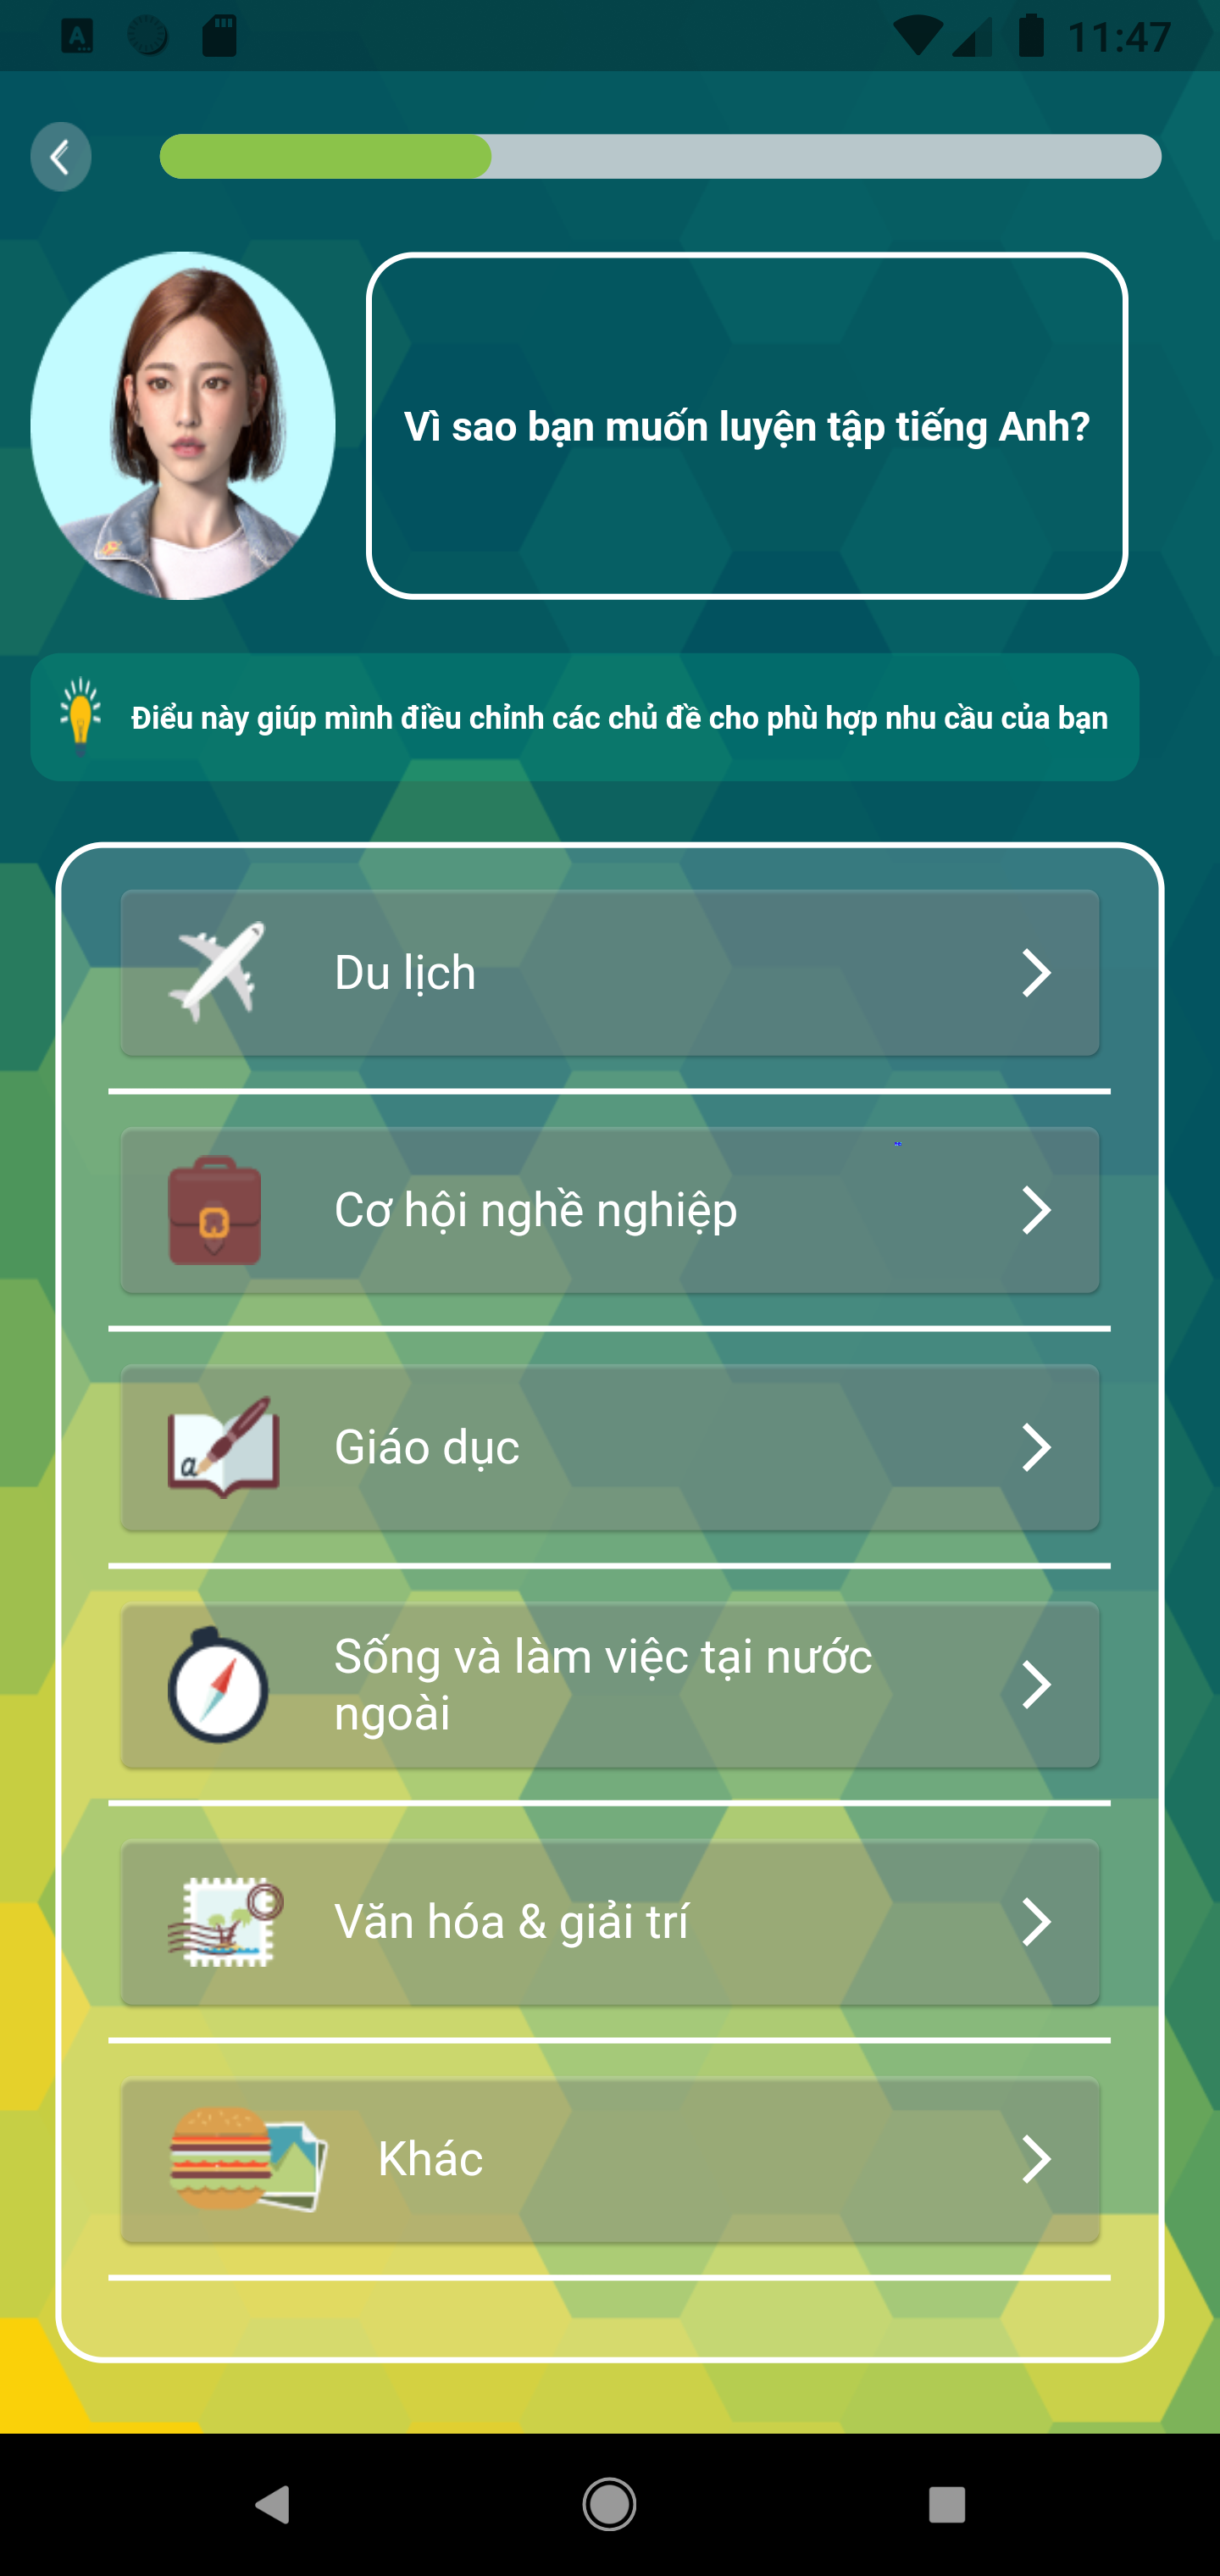 11:47
Vì sao bạn muốn luyện tập tiếng Anh?
Điểu này giúp mình điều chỉnh các chủ đề cho phù hợp nhu cầu của bạn
Du lịch
Cơ hội nghề nghiệp
Giáo dục
Sống và làm việc tại nước
ngoài
Văn hóa & giải trí
Khác